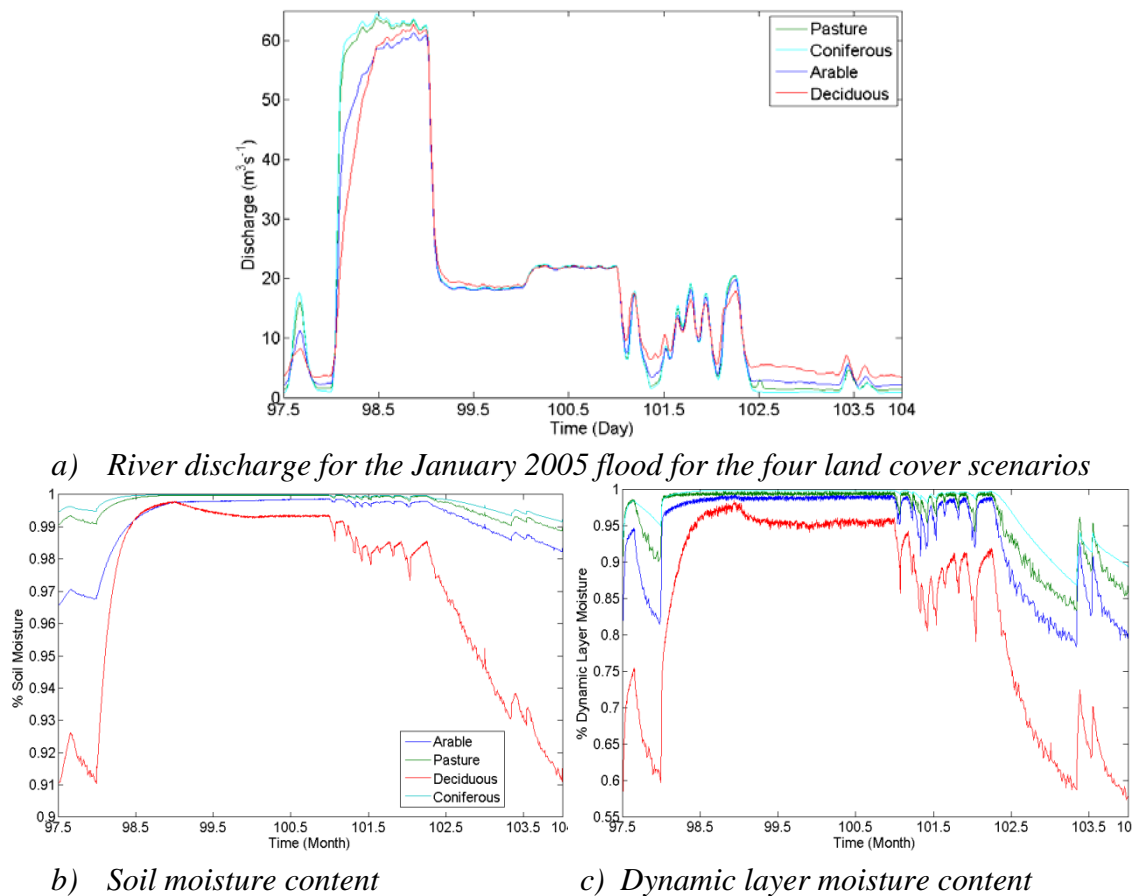 60
50
40
30
20
10
0
Discharge (m³s⁻¹)
Pasture
Coniferous
Arable
Deciduous
97.5 98.5 99.5 100.5 101.5 102.5 103.5 104
Time (Day)
a) River discharge for the January 2005 flood for the four land cover scenarios
1
0.99
0.98
0.97
0.96
0.95
0.94
0.93
0.92
0.91
0.9
% Soil Moisture
Arable
Pasture
Deciduous
Coniferous
97.5 98.5 99.5 100.5 101.5 102.5 103.5 10
Time (Month)
b) Soil moisture content
1
0.95
0.9
0.85
0.8
0.75
0.7
0.65
0.6
0.55
% Dynamic Layer Moisture
97.5 98.5 99.5 100.5 101.5 102.5 103.5 10
Time (Month)
c) Dynamic layer moisture content